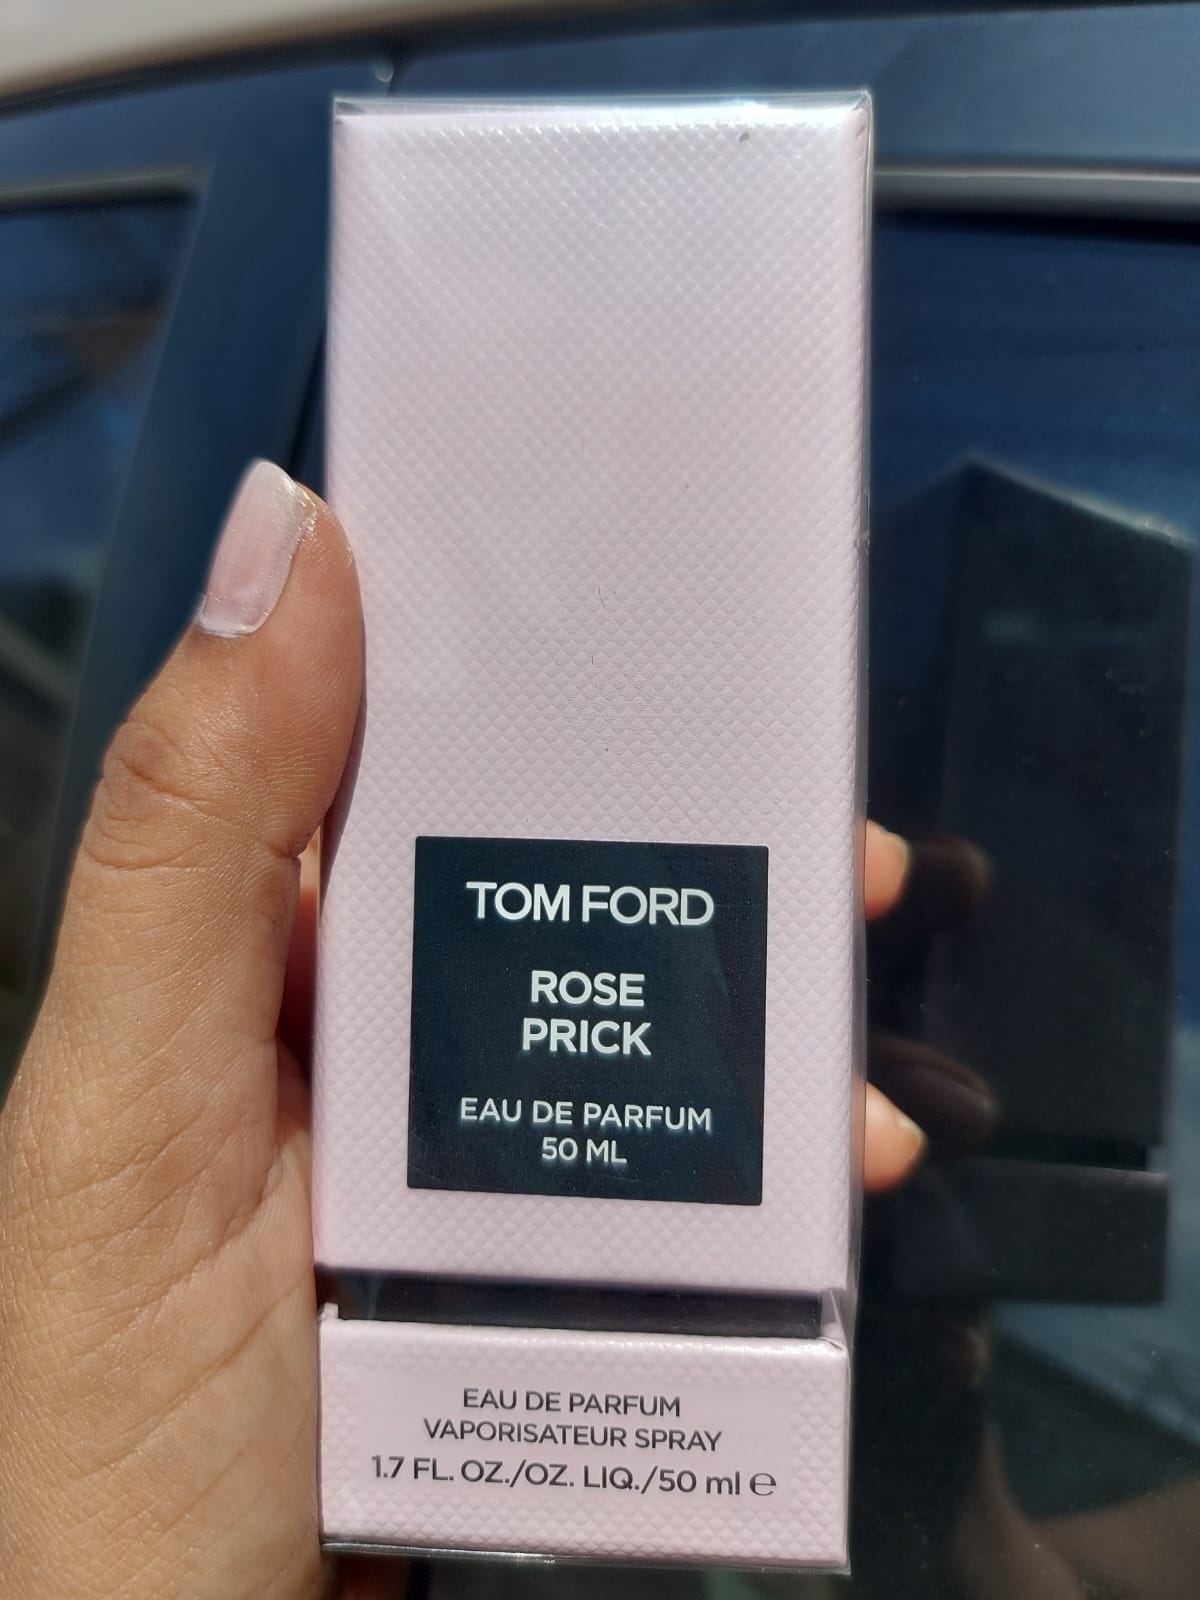 TOM FORD
ROSE
PRICK
EAU DE PARFUM
50 ML
EAU DE PARFUM
VAPORISATEUR SPRAY
1.7 FL. OZ./OZ. LIQ./50 ml ℮